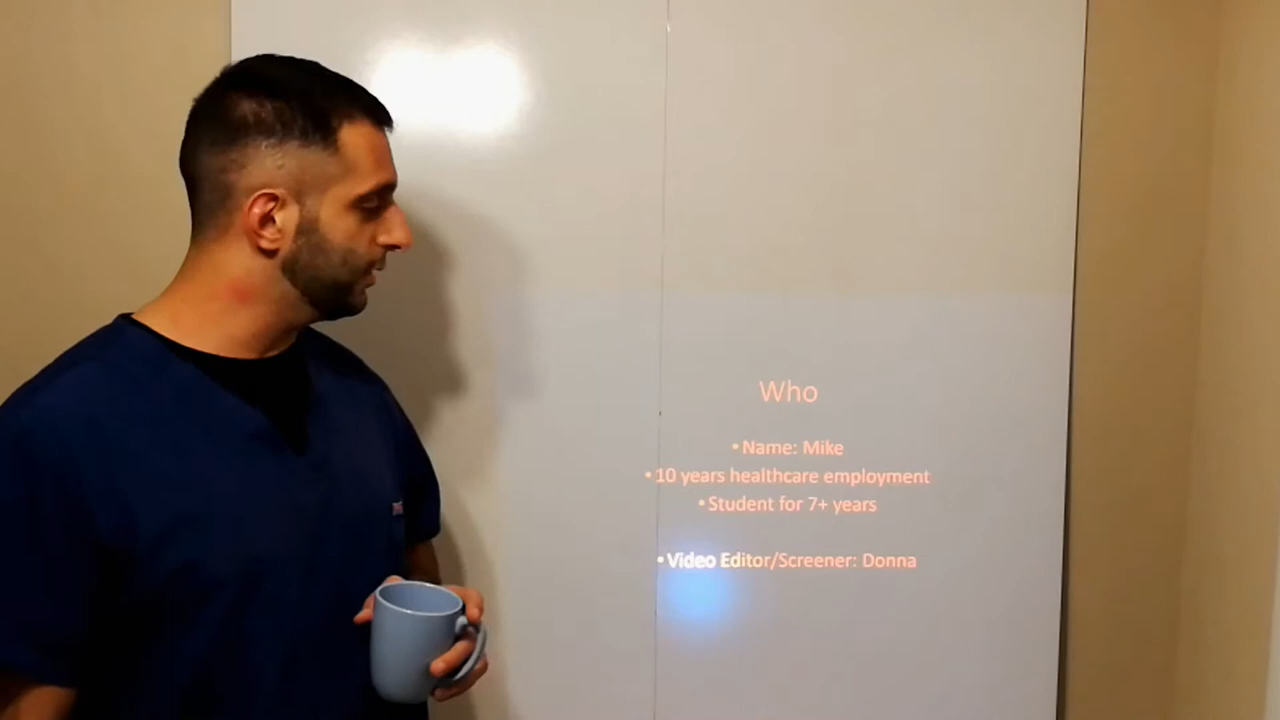 Who
•Name: Mike
•10 years healthcare employment
•Student for 7+ years
•Video Editor/Screener: Donna